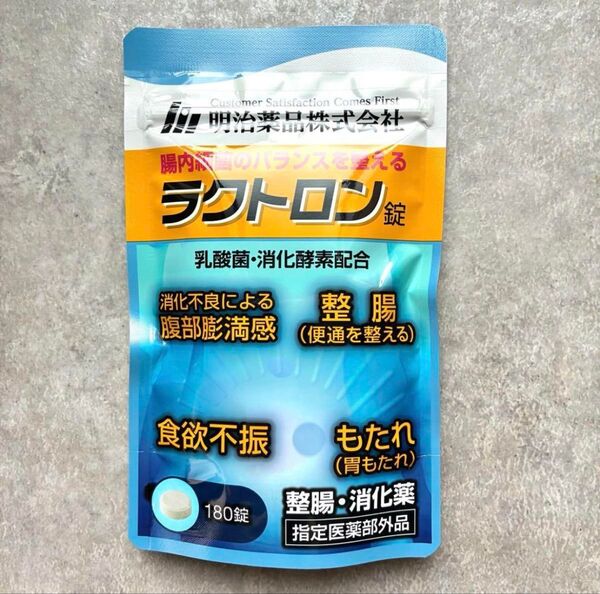 Customer Satisfaction Comes First
明治薬品株式会社
腸内細菌のバランスを整える
ラクトロン錠
乳酸菌・消化酵素配合
消化不良による
腹部膨満感
整腸
(便通を整える)
食欲不振
もたれ
(胃もたれ)
180錠
整腸・消化薬
指定医薬部外品